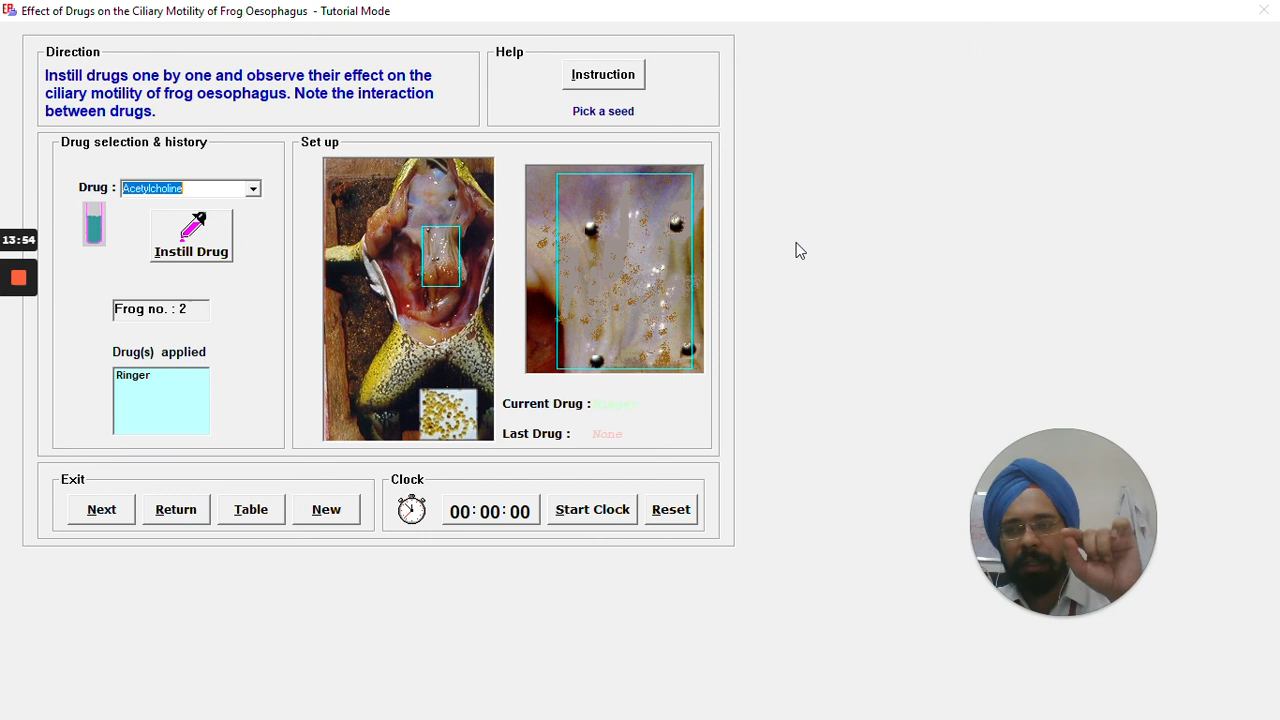 Effect of Drugs on the Ciliary Motility of Frog Oesophagus - Tutorial Mode
Direction
Instill drugs one by one and observe their effect on the
ciliary motility of frog oesophagus. Note the interaction
between drugs.
Help
Instruction
Pick a seed
Drug selection & history
Drug :
Acetylcholine
Instill Drug
13:54
Frog no. : 2
Drug(s) applied
Ringer
Set up
Current Drug :
Ringer
Last Drug :
None
Exit
Next
Return
Table
New
Clock
00:00:00
Start Clock
Reset